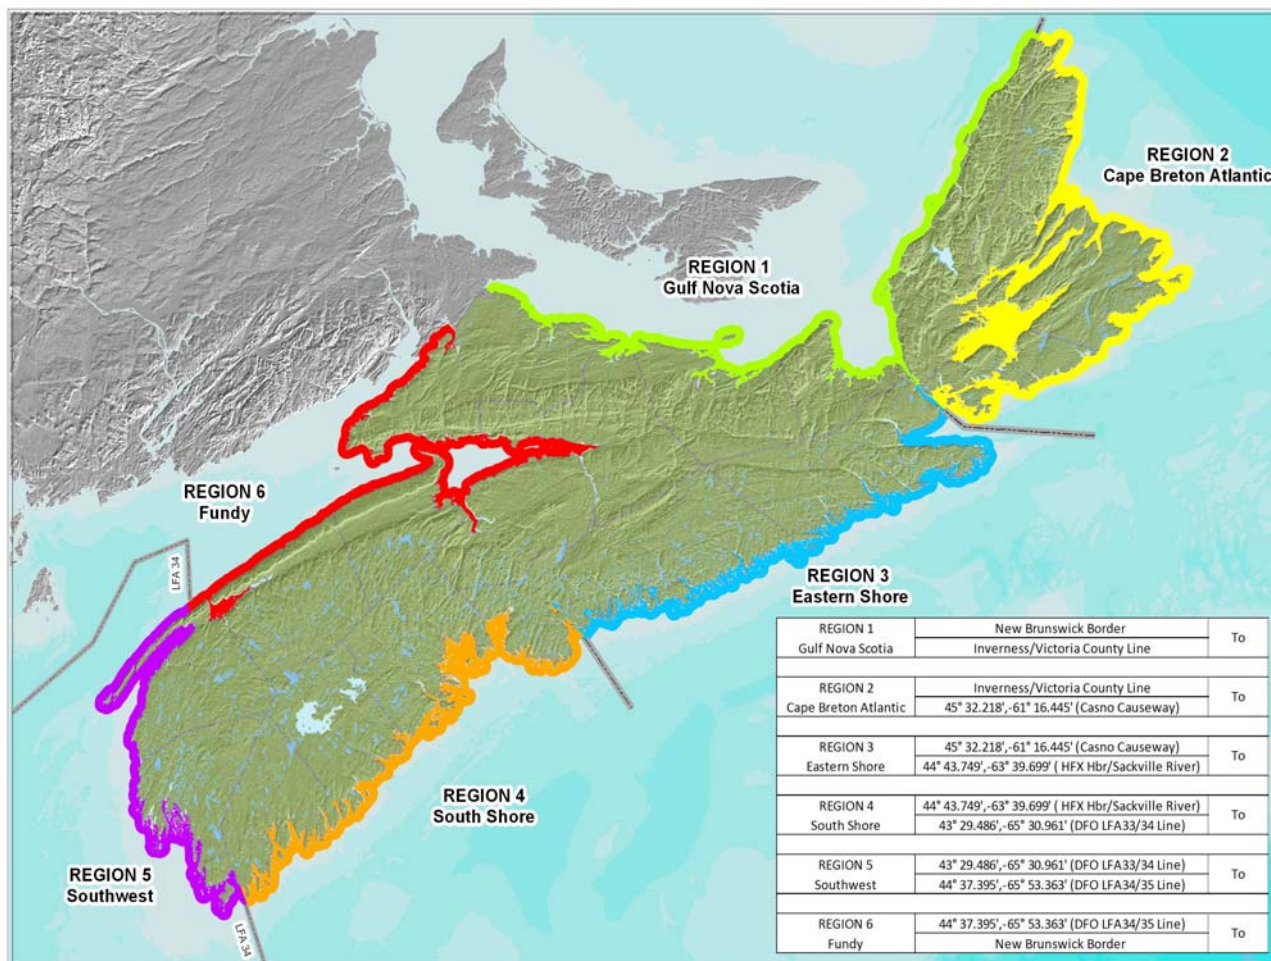 REGION 2
Cape Breton Atlantic
REGION 1
Gulf Nova Scotia
REGION 6
Fundy
LFA 34
REGION 3
Eastern Shore
REGION 4
South Shore
REGION 5
Southwest
LFA 34
REGION 1 New Brunswick Border To
Gulf Nova Scotia Inverness/Victoria County Line
REGION 2 Inverness/Victoria County Line To
Cape Breton Atlantic 45° 32.218',-61° 16.445' (Casno Causeway)
REGION 3 45° 32.218',-61° 16.445' (Casno Causeway) To
Eastern Shore 44° 43.749',-63° 39.699' ( HFX Hbr/Sackville River)
REGION 4 44° 43.749',-63° 39.699' ( HFX Hbr/Sackville River) To
South Shore 43° 29.486',-65° 30.961' (DFO LFA33/34 Line)
REGION 5 43° 29.486',-65° 30.961' (DFO LFA33/34 Line) To
Southwest 44° 37.395',-65° 53.363' (DFO LFA34/35 Line)
REGION 6 44° 37.395',-65° 53.363' (DFO LFA34/35 Line) To
Fundy New Brunswick Border